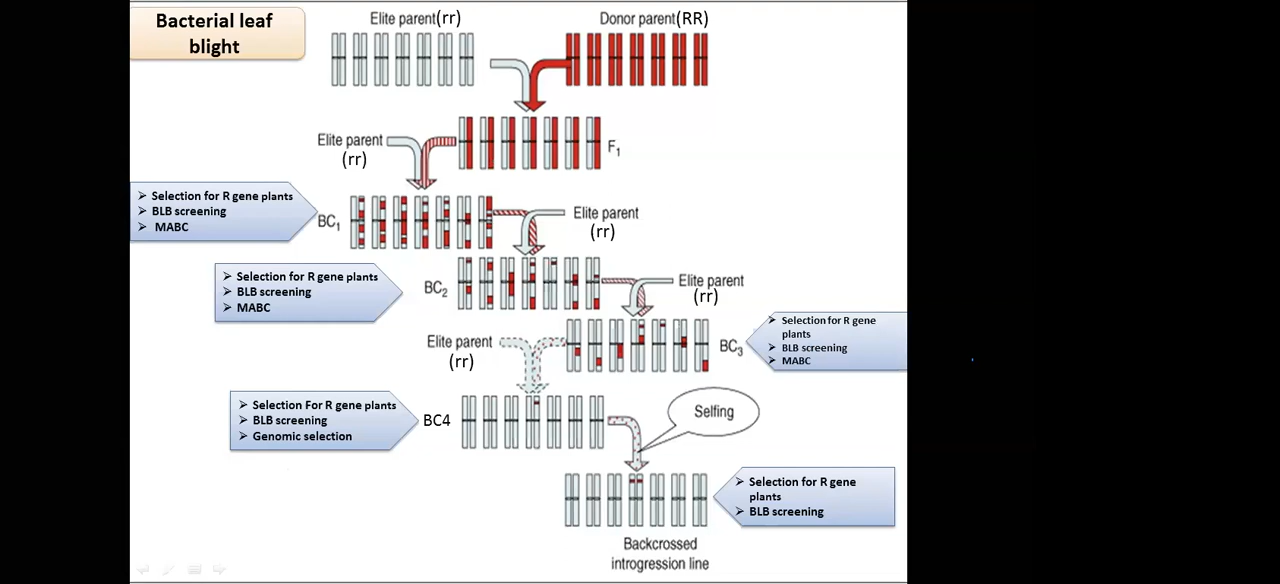 Bacterial leaf
blight
Elite parent(rr)
Donor parent(RR)
Elite parent
(rr)
F1
➢ Selection for R gene plants
➢ BLB screening
➢ MABC
BC1
Elite parent
(rr)
➢ Selection for R gene plants
➢ BLB screening
➢ MABC
BC2
Elite parent
(rr)
Elite parent
(rr)
BC3
➢ Selection for R gene
plants
➢ BLB screening
➢ MABC
➢ Selection For R gene plants
➢ BLB screening
➢ Genomic selection
BC4
Selfing
➢ Selection for R gene
plants
➢ BLB screening
Backcrossed
introgression line